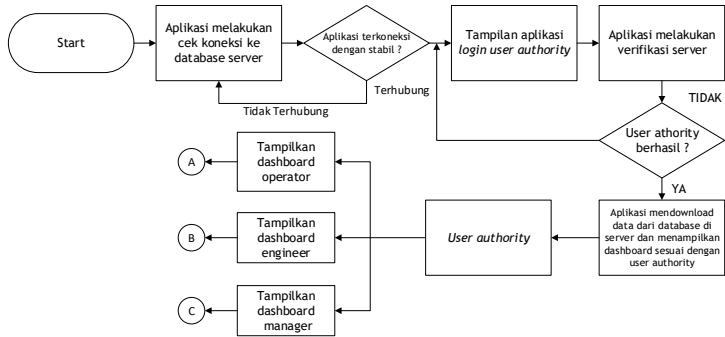 Start
Aplikasi melakukan
cek koneksi ke
database server
Aplikasi terkoneksi
dengan stabil ?
Terhubung
Tidak Terhubung
Tampilan aplikasi
login user authority
Aplikasi melakukan
verifikasi server
TIDAK
User athority
berhasil ?
YA
Aplikasi mendownload
data dari database di
server dan menampilkan
dashboard sesuai dengan
user authority
User authority
Tampilkan
dashboard
operator
A
Tampilkan
dashboard
engineer
B
Tampilkan
dashboard
manager
C